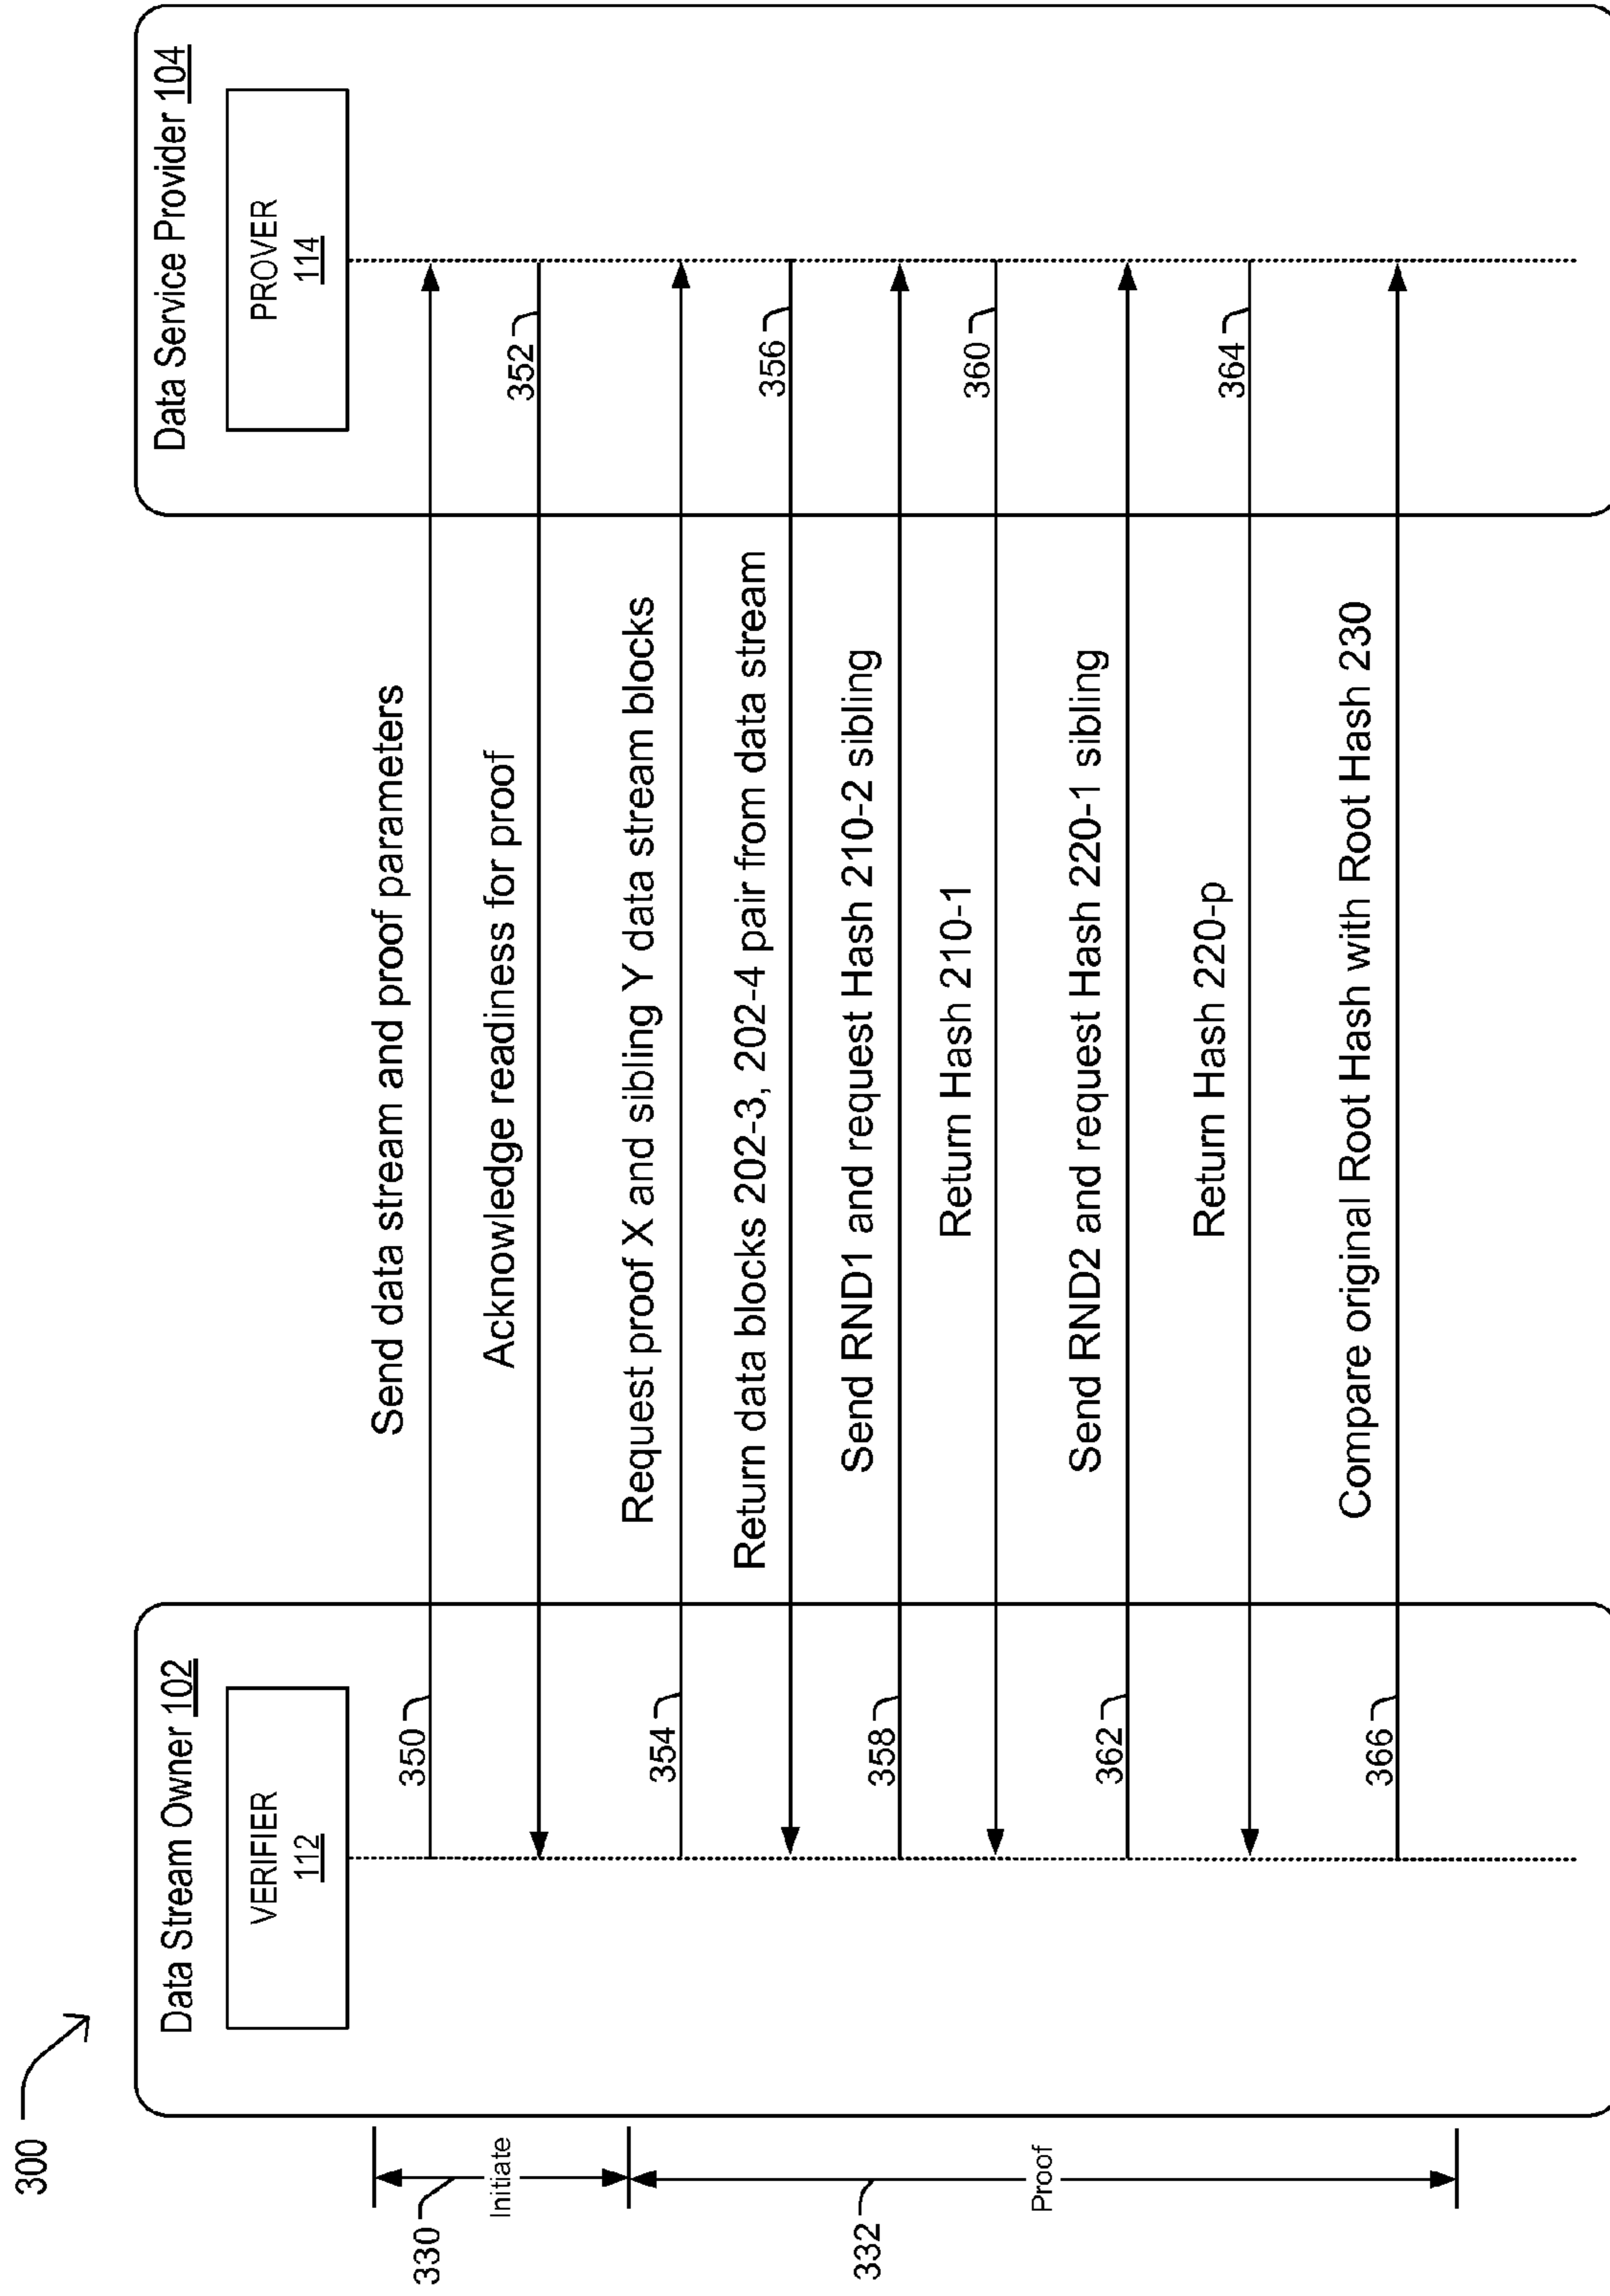 300
Data Stream Owner 102
VERIFIER
112
Data Service Provider 104
PROVER
114
330
Initiate
332
Proof
350
Send data stream and proof parameters
Acknowledge readiness for proof
352
354
Request proof X and sibling Y data stream blocks
Return data blocks 202-3, 202-4 pair from data stream
356
358
Send RND1 and request Hash 210-2 sibling
Return Hash 210-1
360
362
Send RND2 and request Hash 220-1 sibling
Return Hash 220-p
364
366
Compare original Root Hash with Root Hash 230